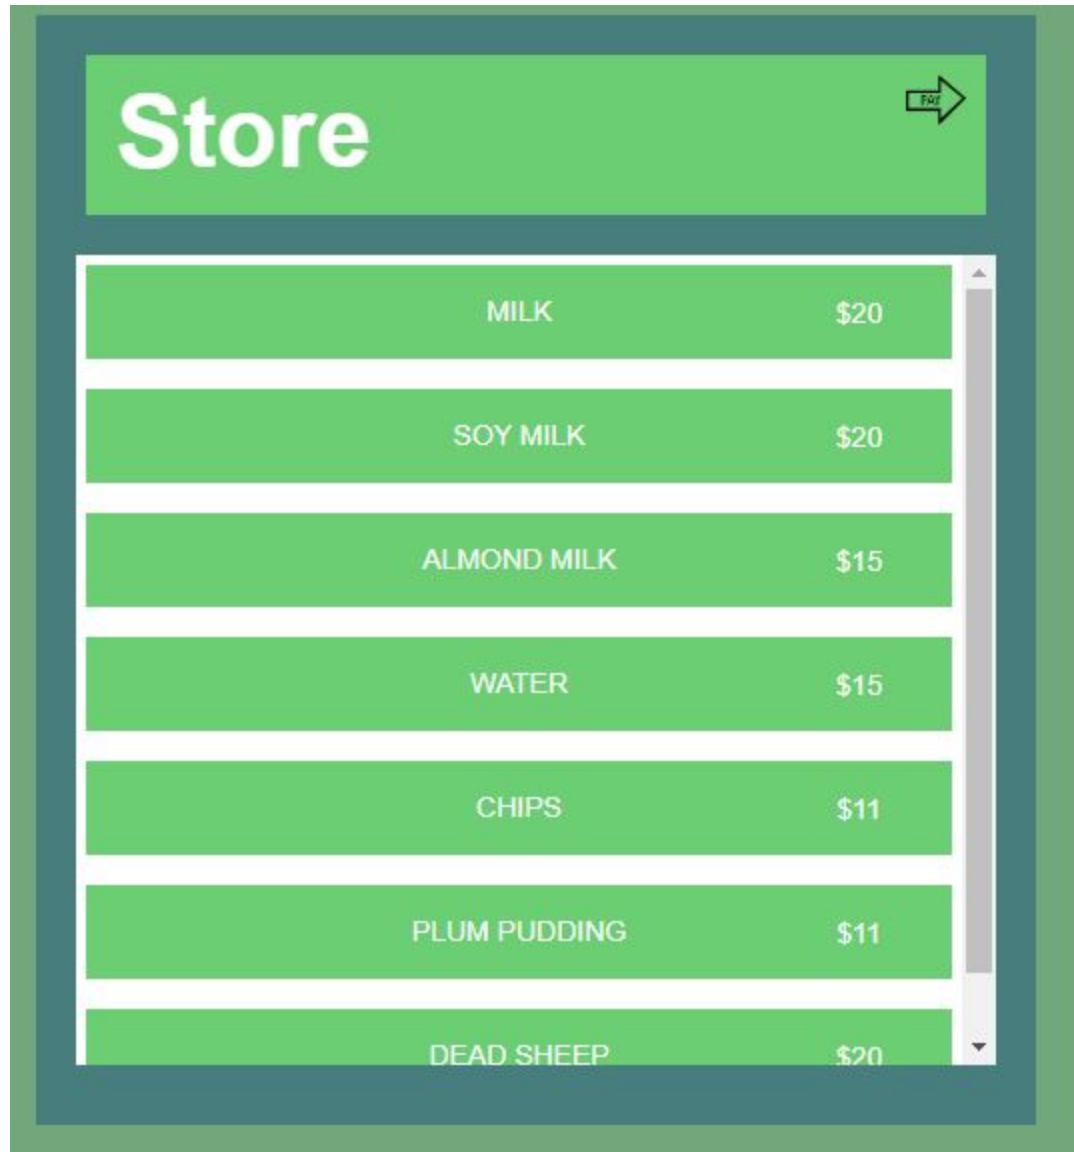 Store
PAY
MILK $20
SOY MILK $20
ALMOND MILK $15
WATER $15
CHIPS $11
PLUM PUDDING $11
DEAD SHEEP $20